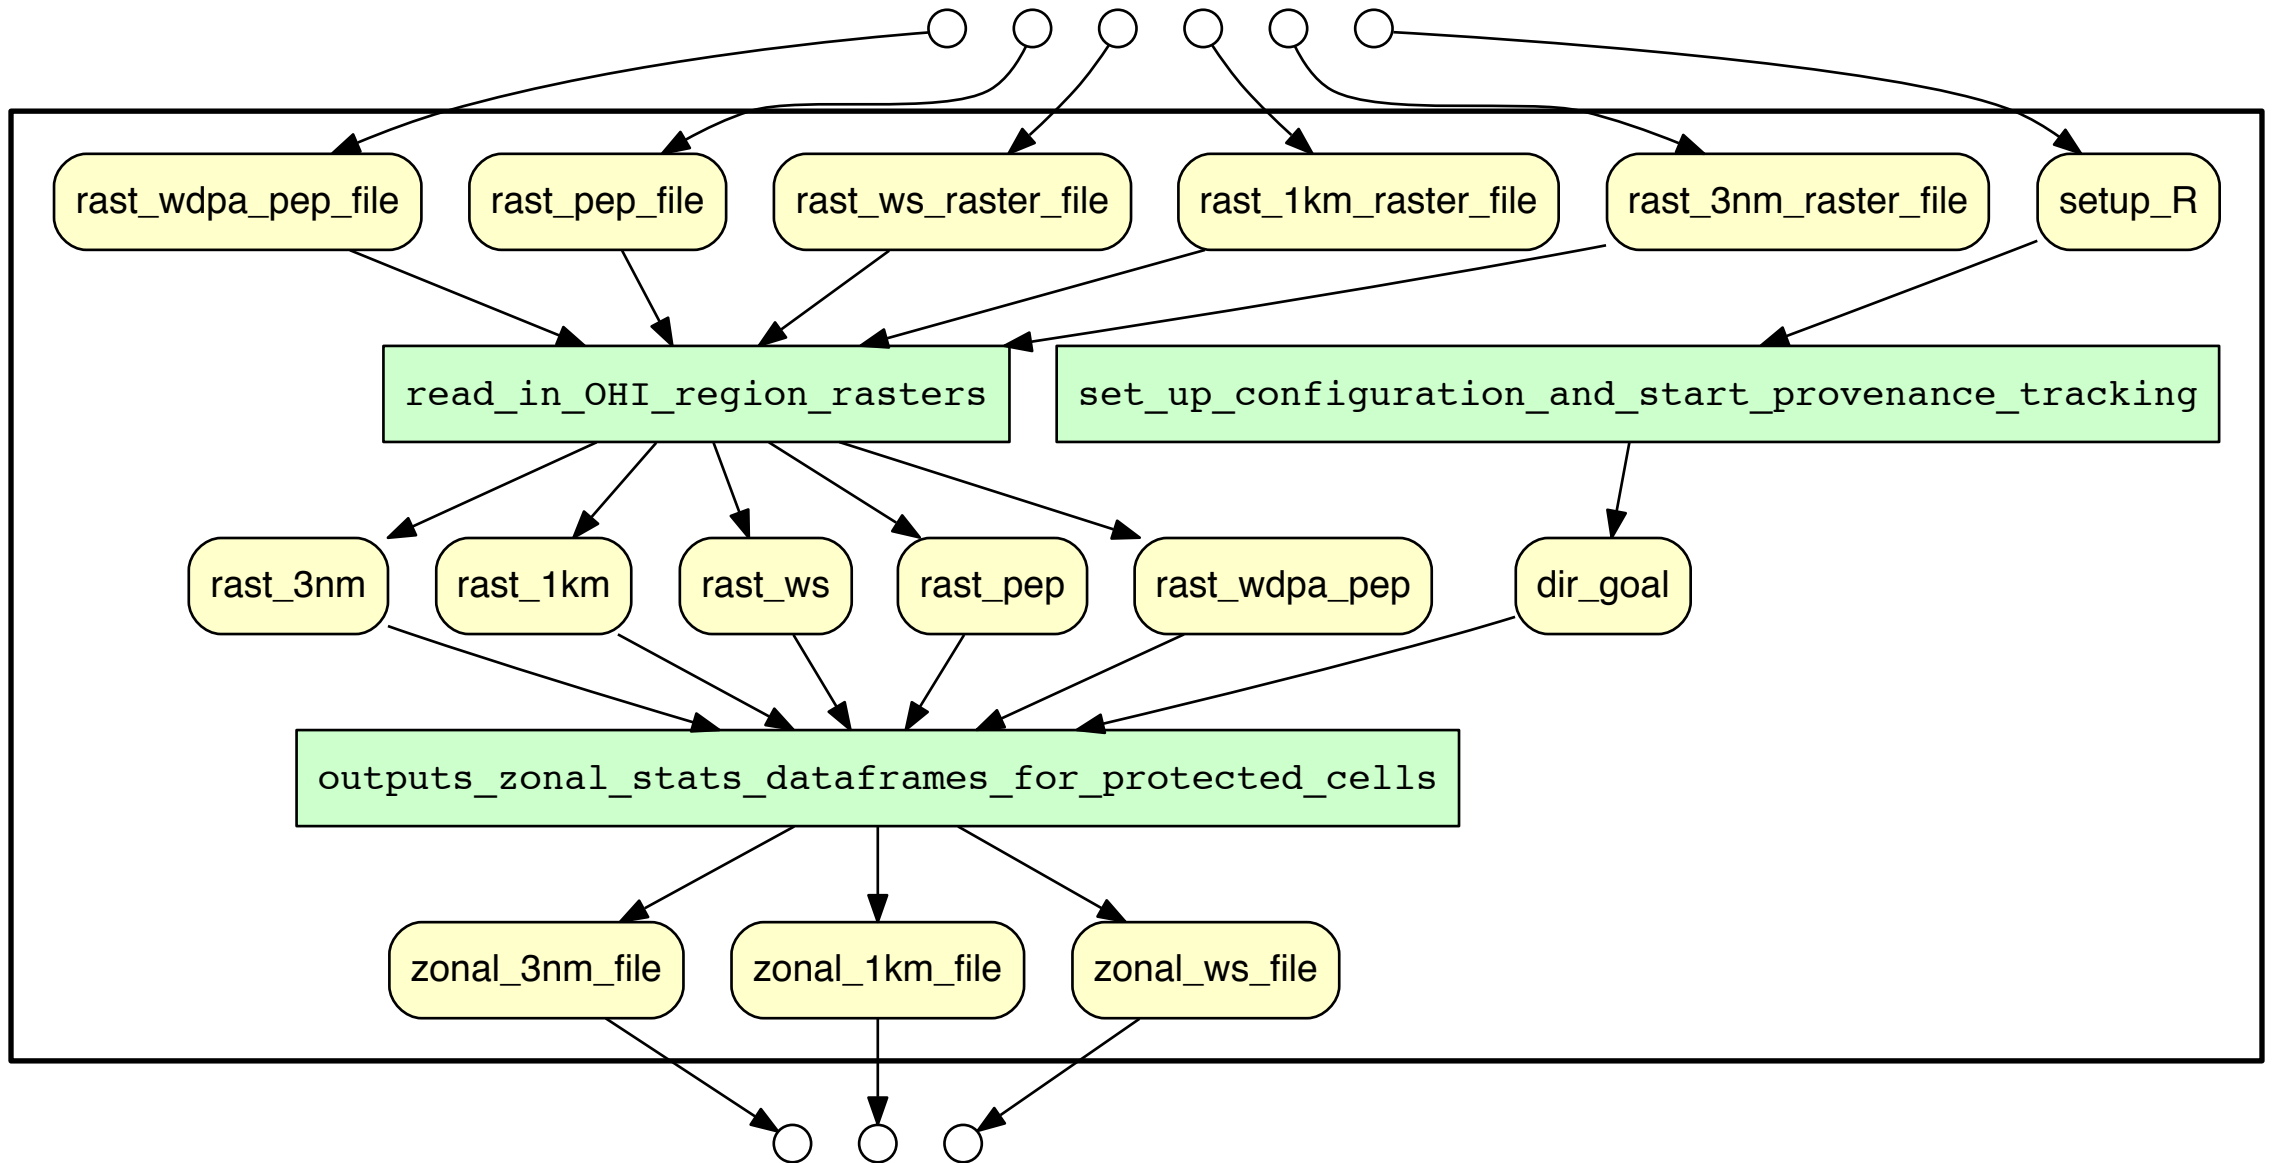 rast_wdpa_pep_file
rast_pep_file
rast_ws_raster_file
rast_1km_raster_file
rast_3nm_raster_file
setup_R
read_in_OHI_region_rasters
set_up_configuration_and_start_provenance_tracking
rast_3nm
rast_1km
rast_ws
rast_pep
rast_wdpa_pep
dir_goal
outputs_zonal_stats_dataframes_for_protected_cells
zonal_3nm_file
zonal_1km_file
zonal_ws_file